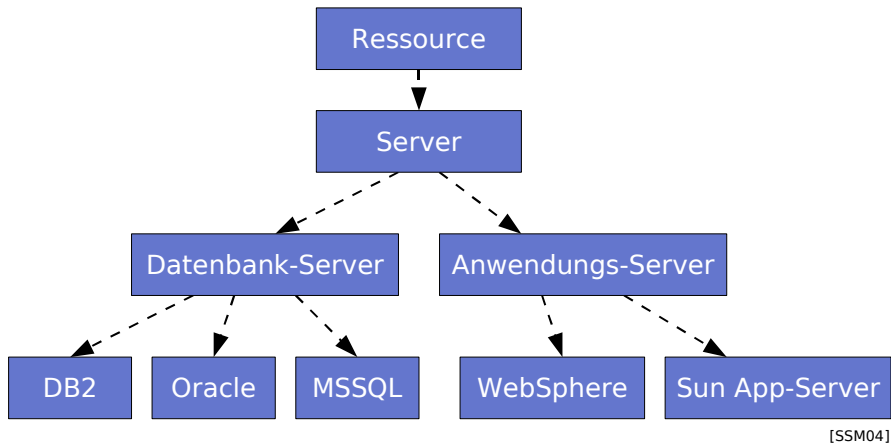 Ressource
Server
Datenbank-Server
Anwendungs-Server
DB2
Oracle
MSSQL
WebSphere
Sun App-Server
[SSM04]